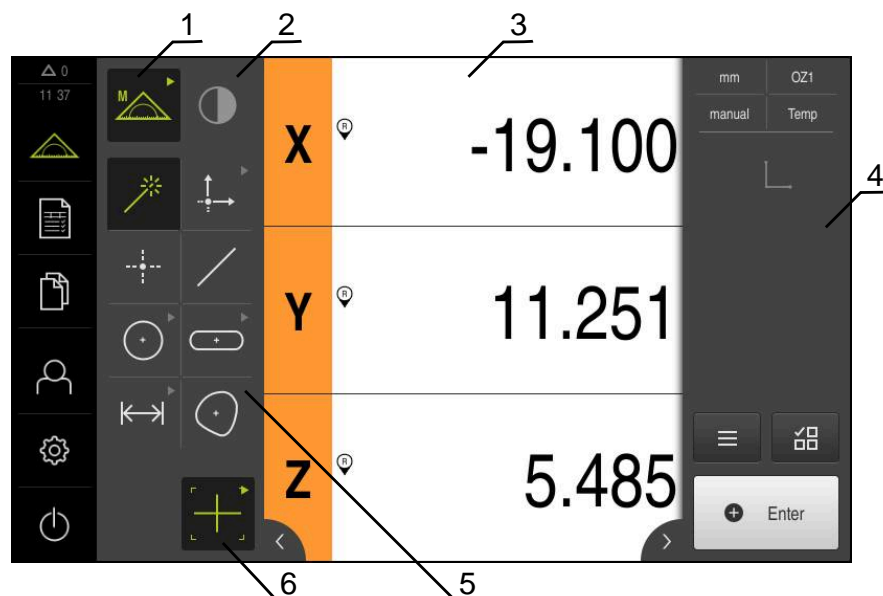 1 2 3
0
11 37
M
mm OZ1
manual Temp
4
X R -19.100
Y R 11.251
Z R 5.485
Enter
6 5